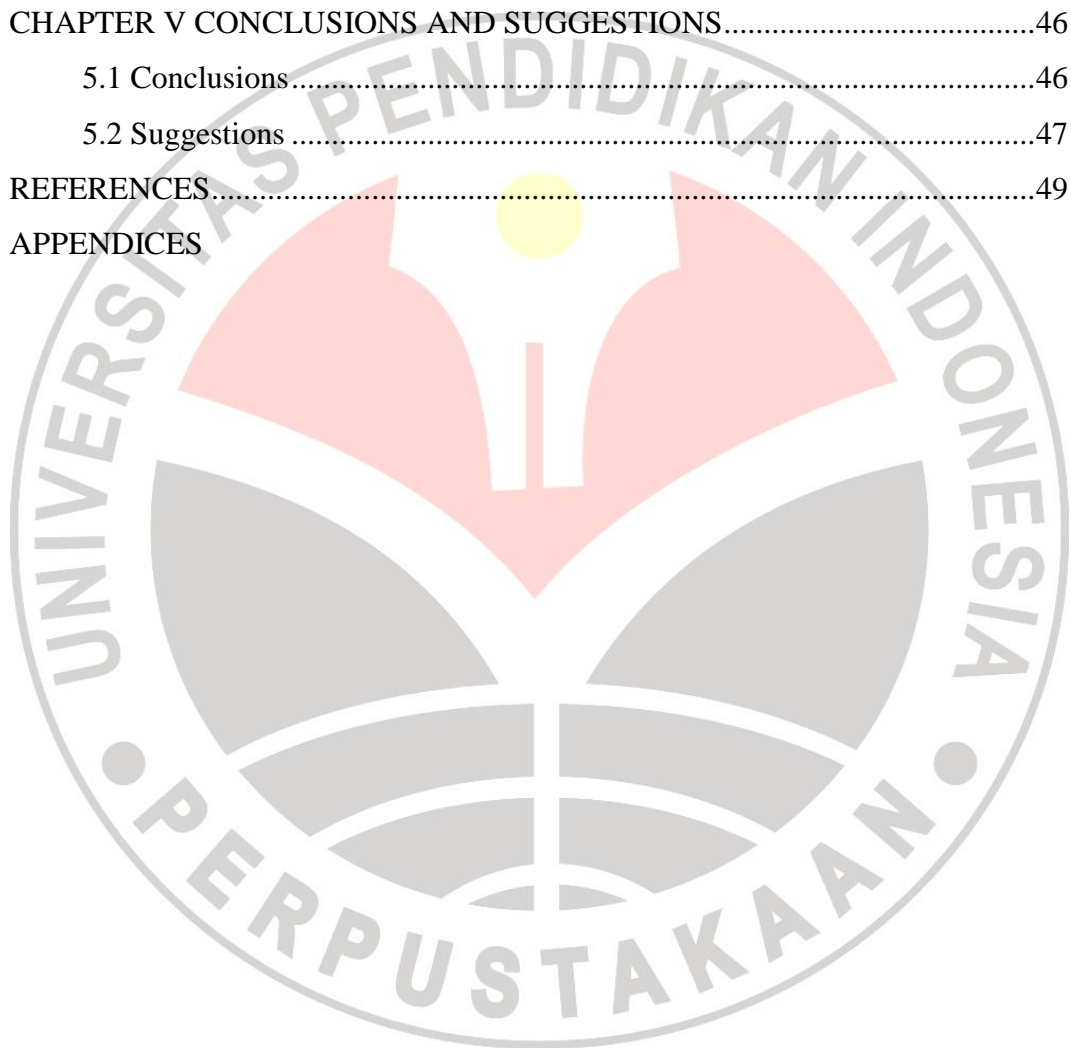 CHAPTER V CONCLUSIONS AND SUGGESTIONS....................................46
5.1 Conclusions.........................................................................................46
5.2 Suggestions .........................................................................................47
REFERENCES...................................................................................................49
APPENDICES
UNIVERSITAS PENDIDIKAN INDONESIA
PERPUSTAKAAN